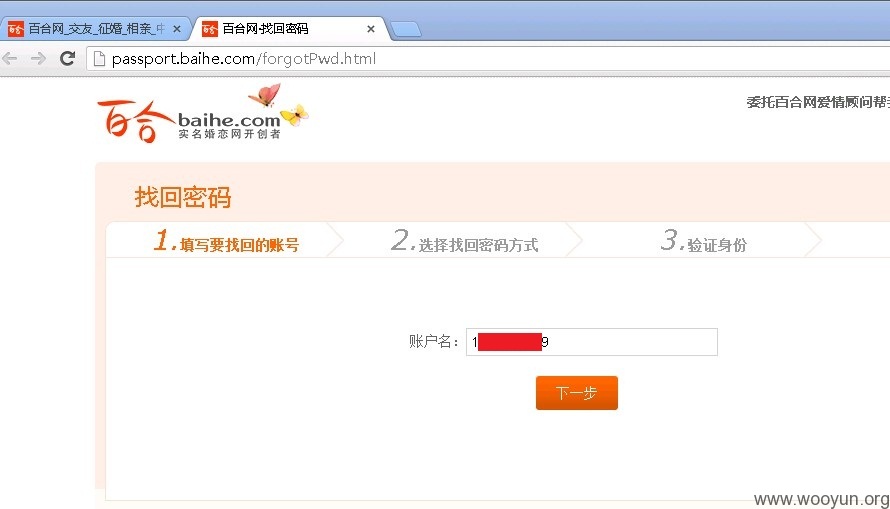 百合网_交友_征婚_相亲_中
百合网-找回密码
passport.baihe.com/forgotPwd.html
百合 baihe.com
实名婚恋网开创者
委托百合网爱情顾问帮
找回密码
1.填写要找回的账号
2.选择找回密码方式
3.验证身份
账户名：
1 9
下一步
www.wooyun.org